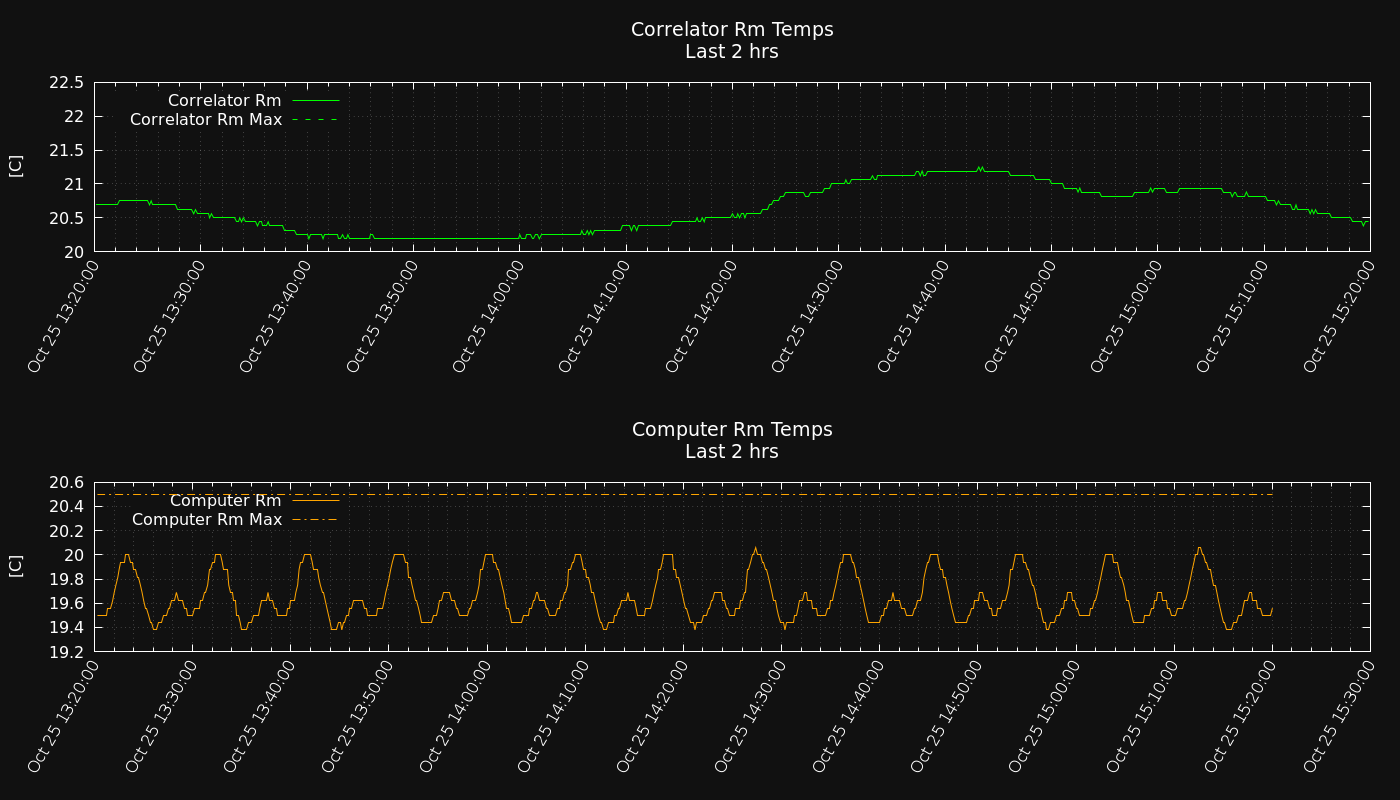 Correlator Rm Temps
Last 2 hrs
22.5
22
21.5
21
20.5
20
[C]
Correlator Rm
Correlator Rm Max
Oct 25 13:20:00
Oct 25 13:30:00
Oct 25 13:40:00
Oct 25 13:50:00
Oct 25 14:00:00
Oct 25 14:10:00
Oct 25 14:20:00
Oct 25 14:30:00
Oct 25 14:40:00
Oct 25 14:50:00
Oct 25 15:00:00
Oct 25 15:10:00
Oct 25 15:20:00
Computer Rm Temps
Last 2 hrs
20.6
20.4
20.2
20
19.8
19.6
19.4
19.2
[C]
Computer Rm
Computer Rm Max
Oct 25 13:20:00
Oct 25 13:30:00
Oct 25 13:40:00
Oct 25 13:50:00
Oct 25 14:00:00
Oct 25 14:10:00
Oct 25 14:20:00
Oct 25 14:30:00
Oct 25 14:40:00
Oct 25 14:50:00
Oct 25 15:00:00
Oct 25 15:10:00
Oct 25 15:20:00
Oct 25 15:30:00